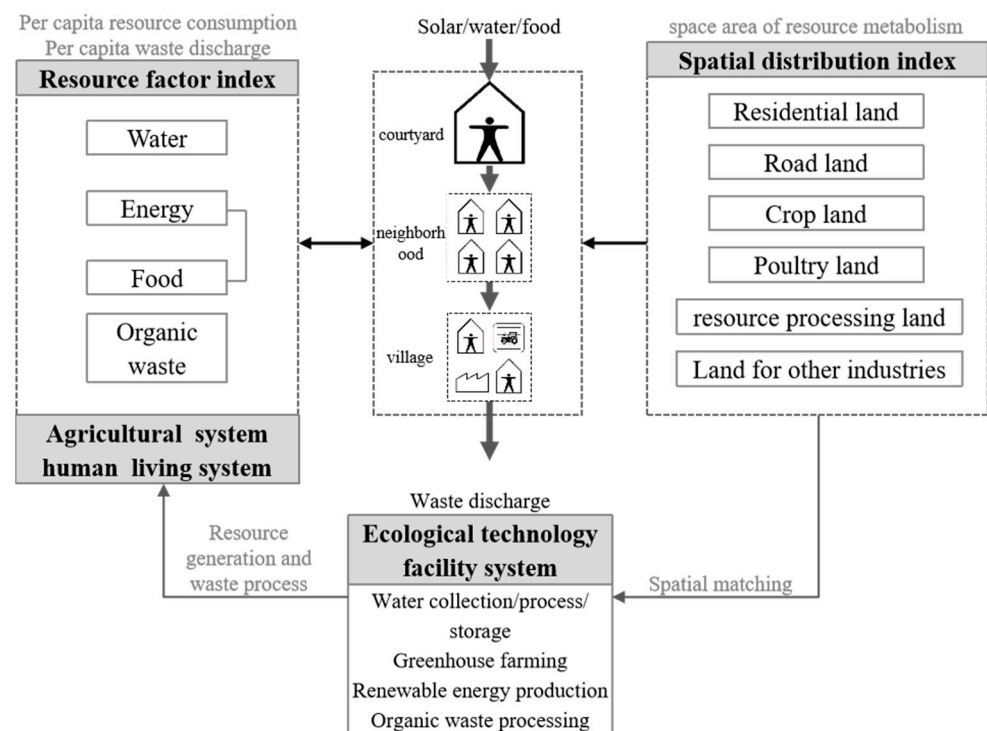 Per capita resource consumption
Per capita waste discharge
Resource factor index
Water
Energy
Food
Organic
waste
Agricultural system
human living system
Solar/water/food
courtyard
neighborh
ood
village
Waste discharge
space area of resource metabolism
Spatial distribution index
Residential land
Road land
Crop land
Poultry land
resource processing land
Land for other industries
Resource
generation and
waste process
Ecological technology
facility system
Water collection/process/
storage
Greenhouse farming
Renewable energy production
Organic waste processing
Spatial matching